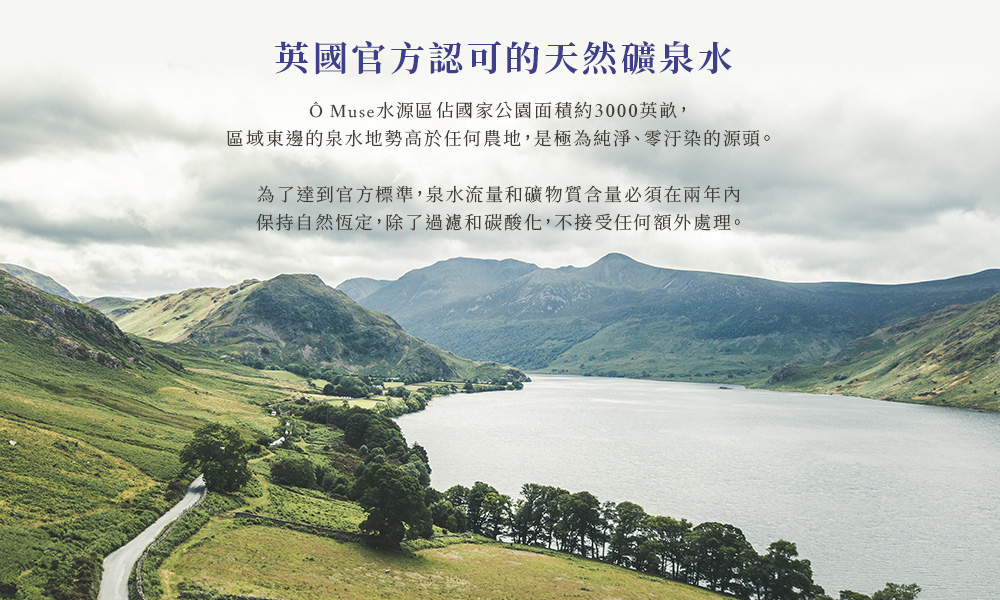 英國官方認可的天然礦泉水
Ô Muse水源區佔國家公園面積約3000英畝，
區域東邊的泉水地勢高於任何農地，是極為純淨、零汙染的源頭。
為了達到官方標準，泉水流量和礦物質含量必須在兩年內
保持自然恆定，除了過濾和碳酸化，不接受任何額外處理。